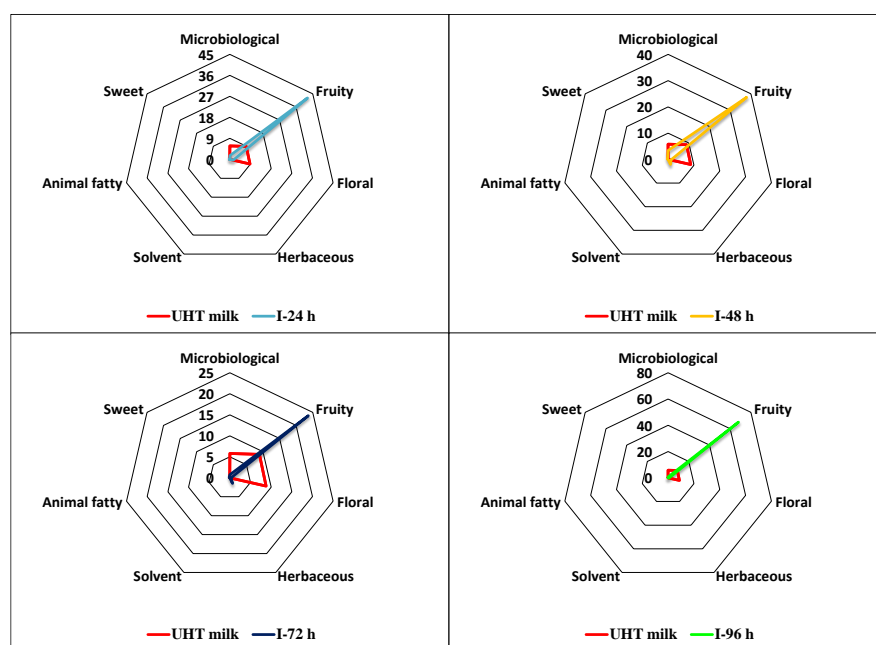 Microbiological
45
36
27
18
9
0
Sweet
Fruity
Animal fatty
Floral
Solvent
Herbaceous
UHT milk I-24 h
Microbiological
40
30
20
10
0
Sweet
Fruity
Animal fatty
Floral
Solvent
Herbaceous
UHT milk I-48 h
Microbiological
25
20
15
10
5
0
Sweet
Fruity
Animal fatty
Floral
Solvent
Herbaceous
UHT milk I-72 h
Microbiological
80
60
40
20
0
Sweet
Fruity
Animal fatty
Floral
Solvent
Herbaceous
UHT milk I-96 h